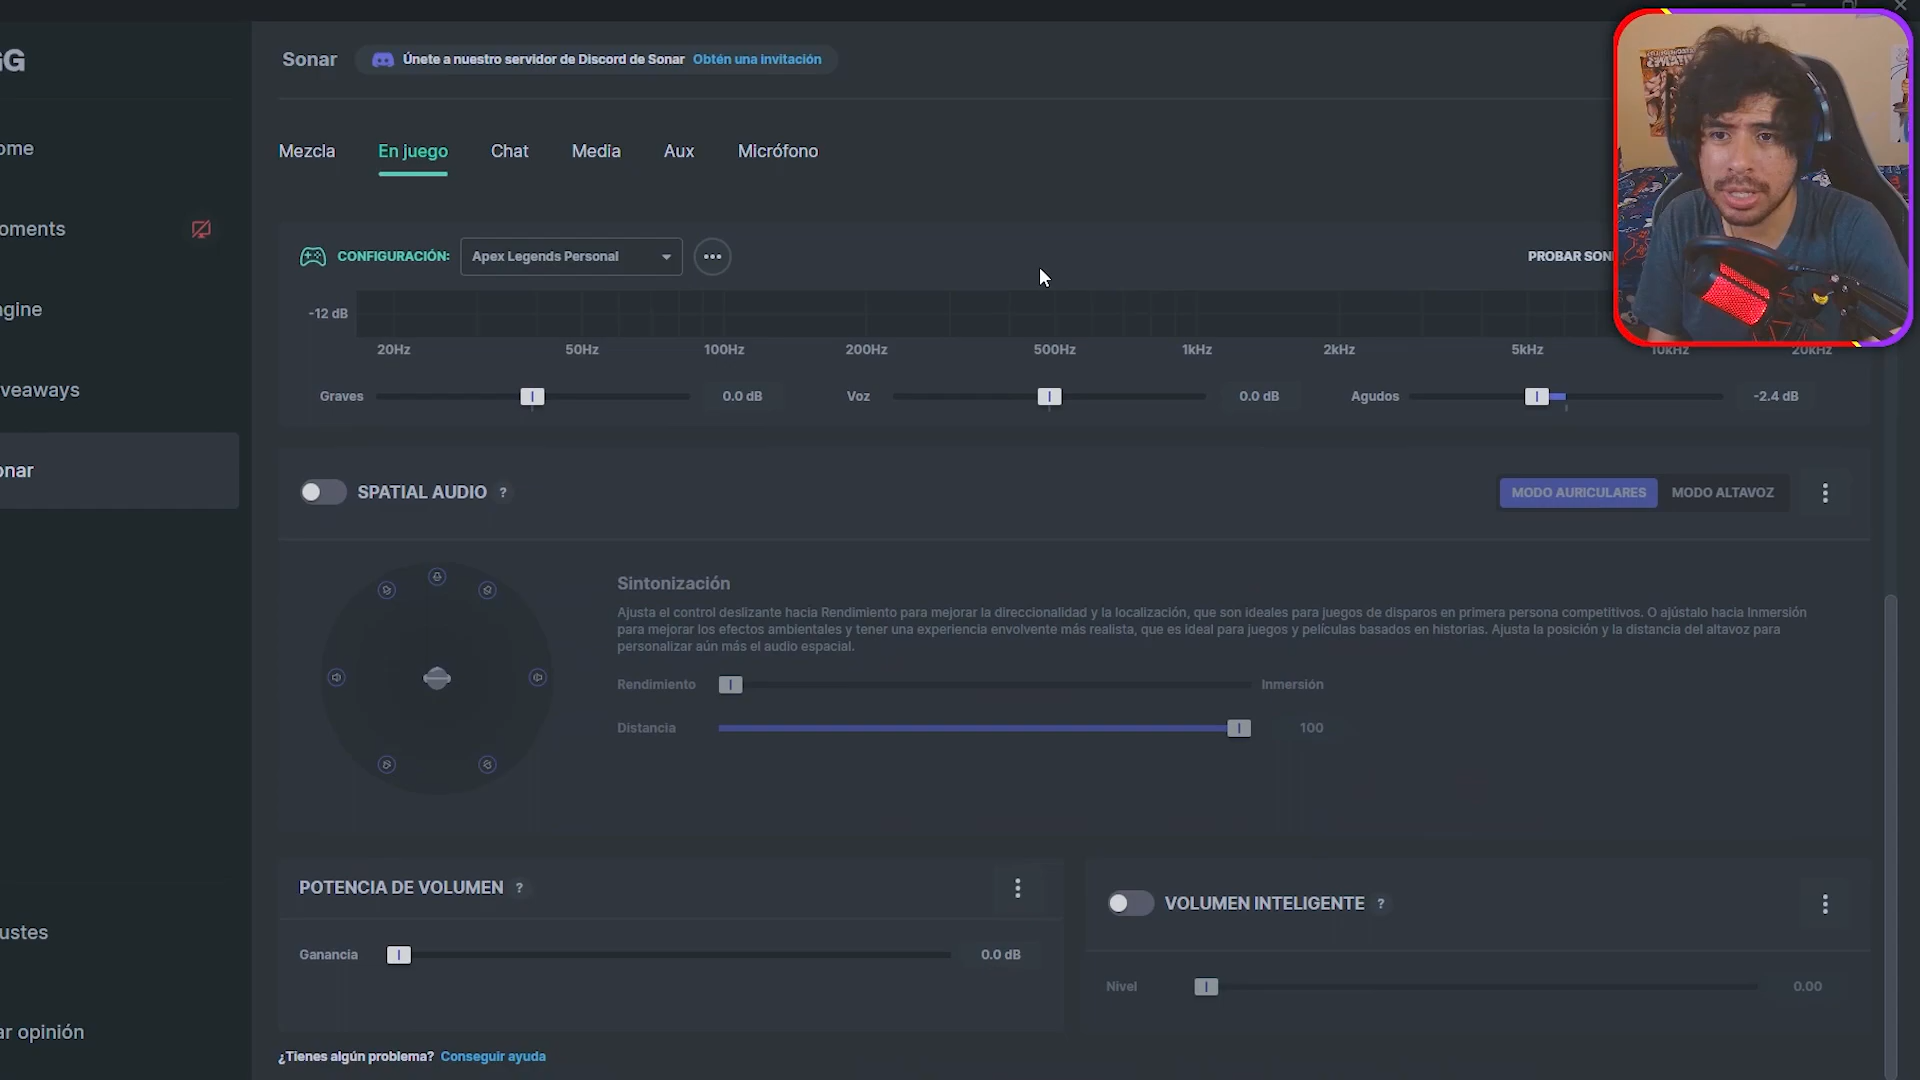 GG
Sonar
Únete a nuestro servidor de Discord de Sonar Obtén una invitación
ome
oments
gine
veaways
onar
ustes
ar opinión
Mezcla En juego Chat Media Aux Micrófono
CONFIGURACIÓN: Apex Legends Personal
PROBAR SON
-12 dB
20Hz 50Hz 100Hz 200Hz 500Hz 1kHz 2kHz 5kHz 10kHz 20kHz
Graves 0.0 dB Voz 0.0 dB Agudos -2.4 dB
SPATIAL AUDIO ?
MODO AURICULARES MODO ALTAVOZ
Sintonización
Ajusta el control deslizante hacia Rendimiento para mejorar la direccionalidad y la localización, que son ideales para juegos de disparos en primera persona competitivos. O ajústalo hacia Inmersión
para mejorar los efectos ambientales y tener una experiencia envolvente más realista, que es ideal para juegos y películas basados en historias. Ajusta la posición y la distancia del altavoz para
personalizar aún más el audio espacial.
Rendimiento Inmersión
Distancia 100
POTENCIA DE VOLUMEN ?
Ganancia 0.0 dB
VOLUMEN INTELIGENTE ?
Nivel 0.00
¿Tienes algún problema? Conseguir ayuda